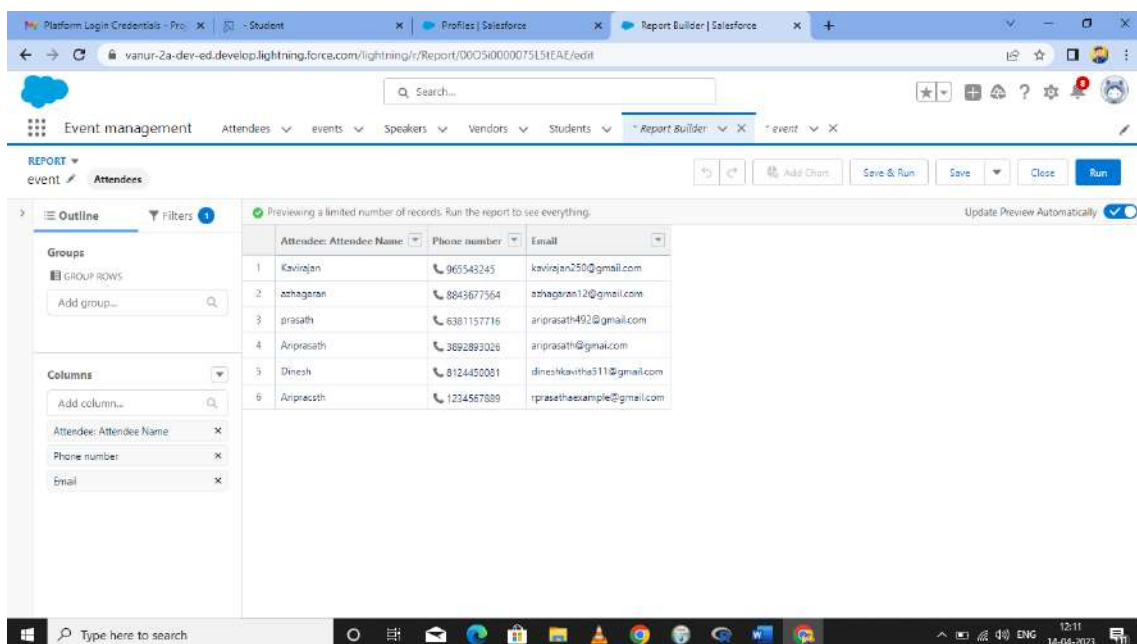 Platform Login Credentials - Pro
- Student
Profiles | Salesforce
Report Builder | Salesforce
vanur-2a-dev-ed.develop.lightning.force.com/lightning/r/Report/
/edit
Search...
Event management
Attendees
events
Speakers
Vendors
Students
* Report Builder
* event
REPORT
event
Attendees
Add Chart
Save & Run
Save
Close
Run
Outline
Filters 1
Previewing a limited number of records. Run the report to see everything.
Update Preview Automatically
Groups
GROUP ROWS
Add group...
Columns
Add column...
Attendee: Attendee Name
Phone number
Email
Attendee: Attendee Name Phone number Email
1 Kavirajan 965543245 kavirajan250@gmail.com
2 azhagaran 8843677564 azhagaran12@gmail.com
3 prasath 6381157716 ariprasath492@gmail.com
4 Ariprasath 3892893026 ariprasath@gmai.com
5 Dinesh 8124450081 dineshkavitha511@gmail.com
6 1234567889 rprasathaexample@gmail.com
Type here to search
ENG
12:11
14-04-2023